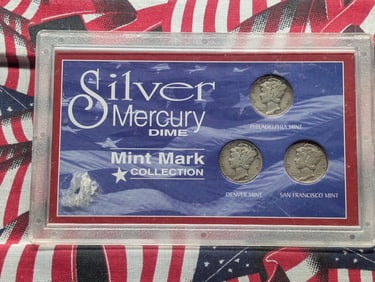 Silver
Mercury
DIME
Mint Mark
COLLECTION
PHILADELPHIA MINT
DENVER MINT
SAN FRANCISCO MINT